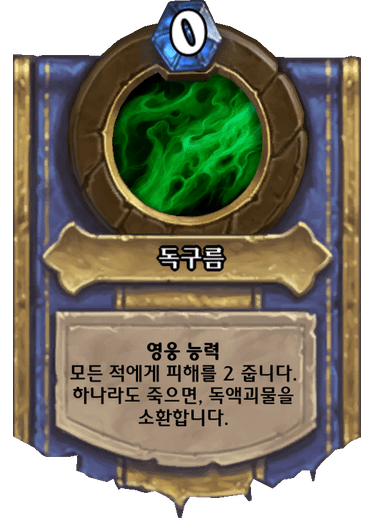 0
독구름
영웅 능력
모든 적에게 피해를 2 줍니다.
하나라도 죽으면, 독액괴물을
소환합니다.